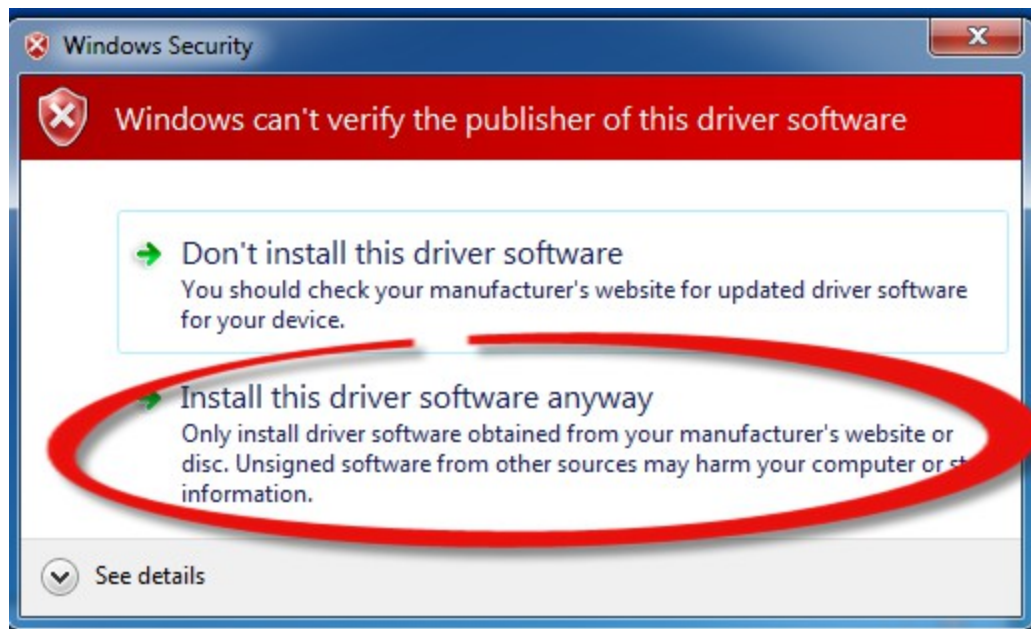 Windows Security
Windows can't verify the publisher of this driver software
Don't install this driver software
You should check your manufacturer's website for updated driver software
for your device.
Install this driver software anyway
Only install driver software obtained from your manufacturer's website or
disc. Unsigned software from other sources may harm your computer or
information.
See details